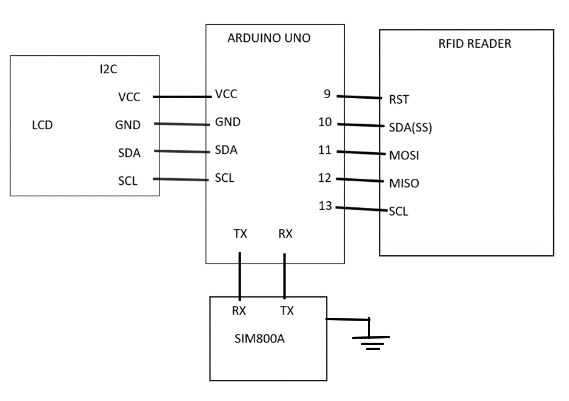 ARDUINO UNO
RFID READER
I2C
LCD
VCC
GND
SDA
SCL
VCC
GND
SDA
SCL
9
10
11
12
13
RST
SDA(SS)
MOSI
MISO
SCL
TX RX
RX TX
SIM800A